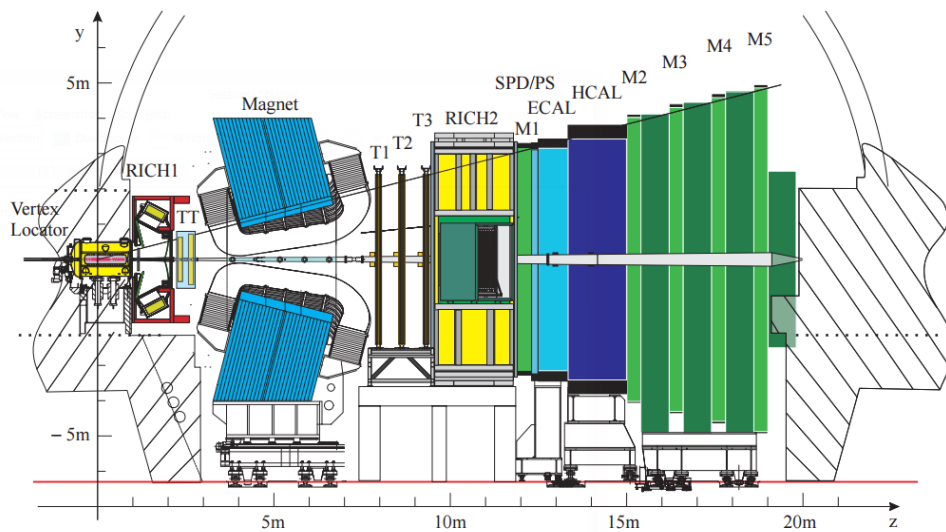 y
5m
Magnet
RICH1
Vertex
Locator
TT
T1
T2
T3
RICH2
SPD/PS
M1
ECAL
HCAL
M2
M3
M4
M5
− 5m
5m
10m
15m
20m
z